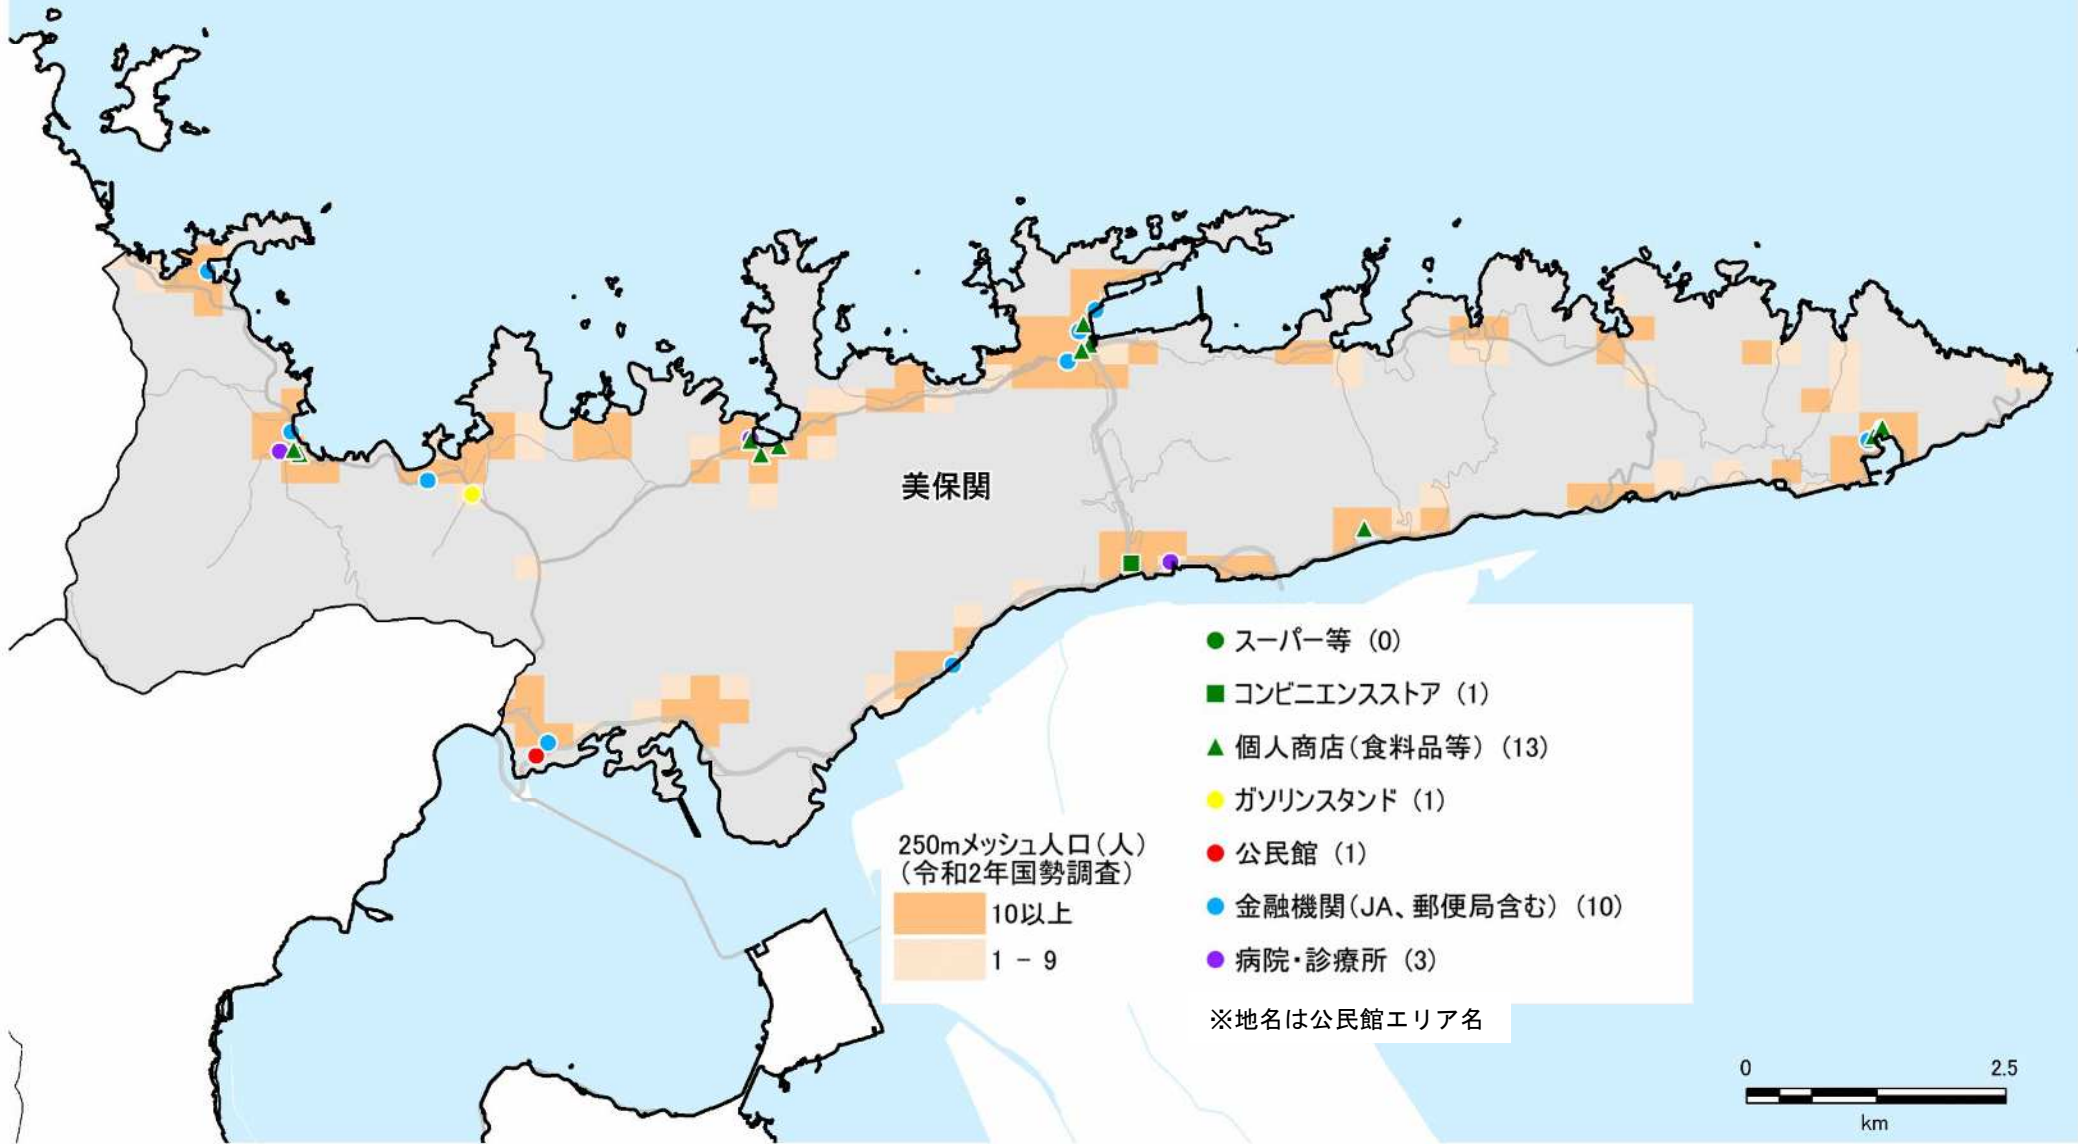 美保関
スーパー等 (0)
コンビニエンスストア (1)
個人商店(食料品等) (13)
ガソリンスタンド (1)
公民館 (1)
金融機関(JA、郵便局含む) (10)
病院・診療所 (3)
※地名は公民館エリア名
250mメッシュ人口(人)
(令和2年国勢調査)
10以上
1 - 9
0 2.5
km